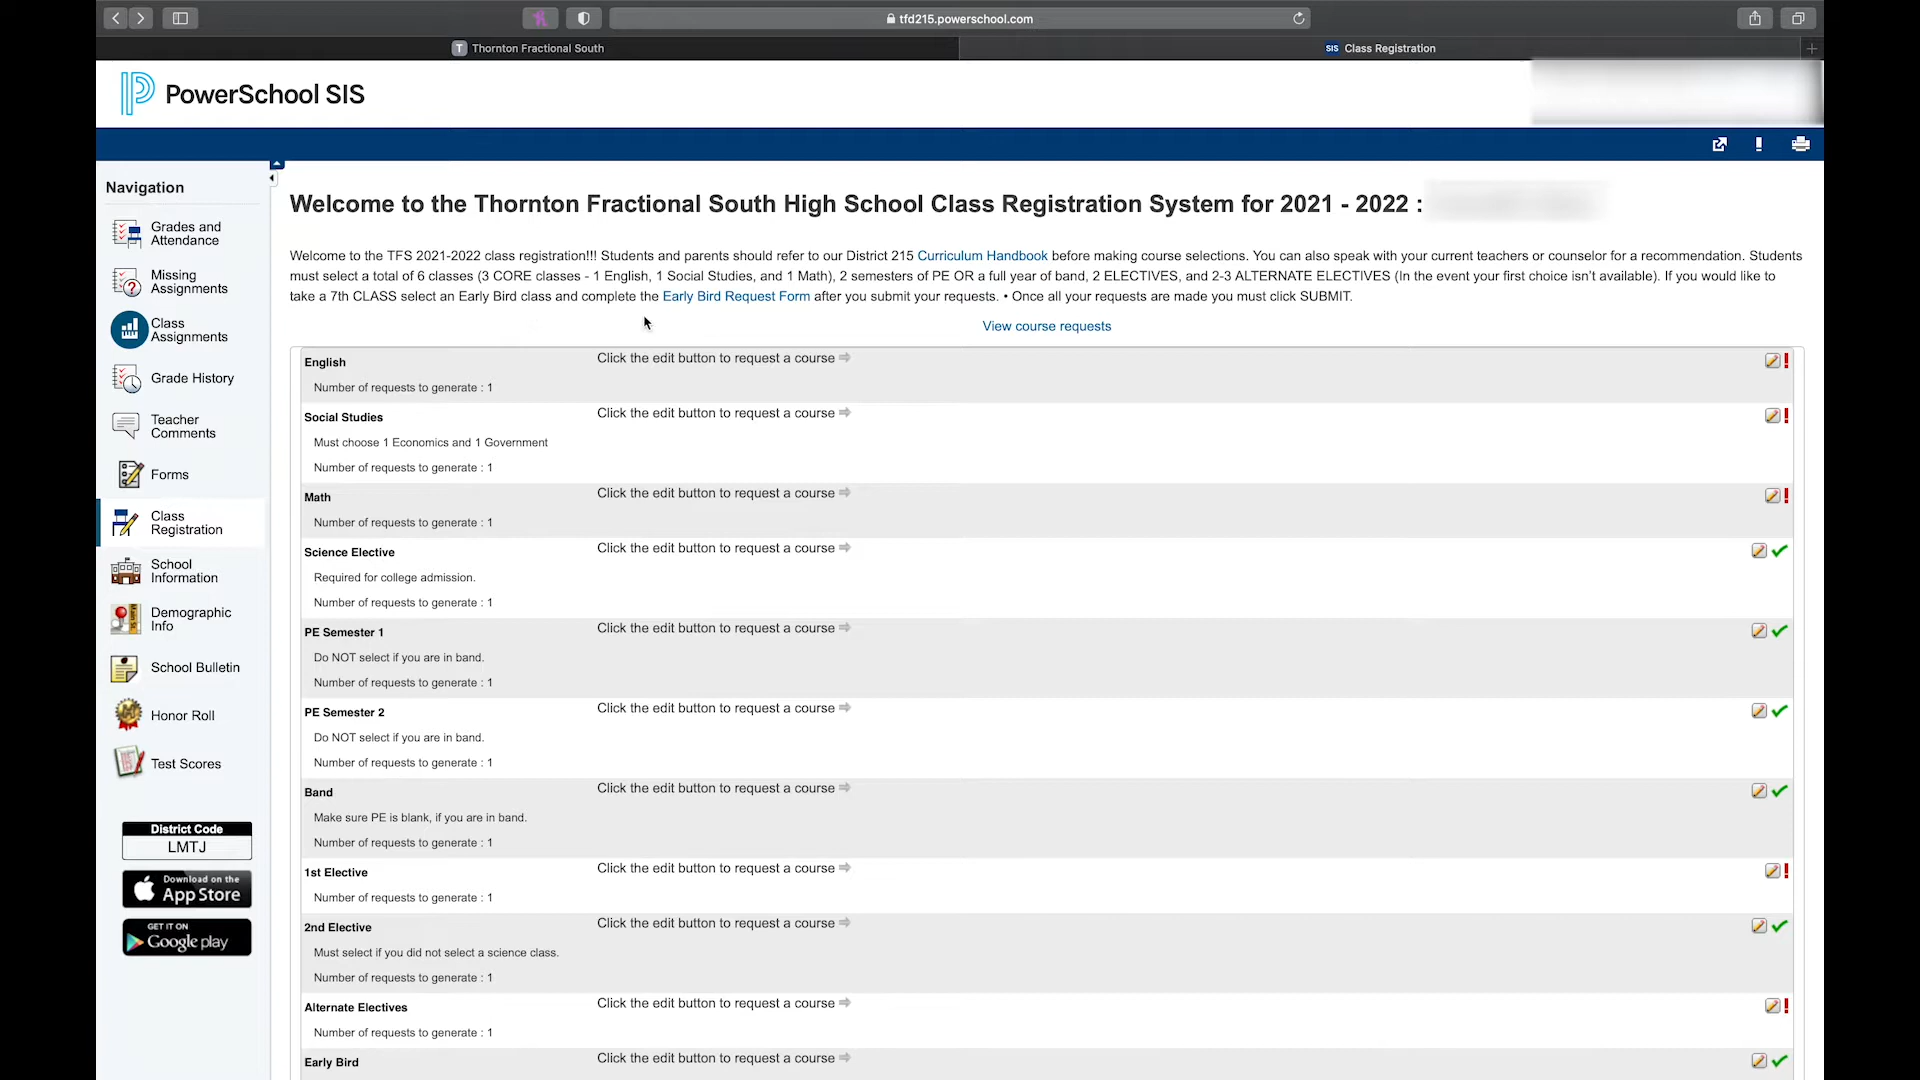 tfd215.powerschool.com
T Thornton Fractional South
SIS Class Registration
PowerSchool SIS
Navigation
Grades and
Attendance
Missing
Assignments
Class
Assignments
Grade History
Teacher
Comments
Forms
Class
Registration
School
Information
Demographic
Info
School Bulletin
Honor Roll
Test Scores
District Code
LMTJ
Download on the
App Store
GET IT ON
Google play
Welcome to the Thornton Fractional South High School Class Registration System for 2021 - 2022 :
Welcome to the TFS 2021-2022 class registration!!! Students and parents should refer to our District 215 Curriculum Handbook before making course selections. You can also speak with your current teachers or counselor for a recommendation. Students
must select a total of 6 classes (3 CORE classes - 1 English, 1 Social Studies, and 1 Math), 2 semesters of PE OR a full year of band, 2 ELECTIVES, and 2-3 ALTERNATE ELECTIVES (In the event your first choice isn't available). If you would like to
take a 7th CLASS select an Early Bird class and complete the Early Bird Request Form after you submit your requests. • Once all your requests are made you must click SUBMIT.
View course requests
English Click the edit button to request a course
Number of requests to generate : 1
Social Studies Click the edit button to request a course
Must choose 1 Economics and 1 Government
Number of requests to generate : 1
Math Click the edit button to request a course
Number of requests to generate : 1
Science Elective Click the edit button to request a course
Required for college admission.
Number of requests to generate : 1
PE Semester 1 Click the edit button to request a course
Do NOT select if you are in band.
Number of requests to generate : 1
PE Semester 2 Click the edit button to request a course
Do NOT select if you are in band.
Number of requests to generate : 1
Band Click the edit button to request a course
Make sure PE is blank, if you are in band.
Number of requests to generate : 1
1st Elective Click the edit button to request a course
Number of requests to generate : 1
2nd Elective Click the edit button to request a course
Must select if you did not select a science class.
Number of requests to generate : 1
Alternate Electives Click the edit button to request a course
Number of requests to generate : 1
Early Bird Click the edit button to request a course